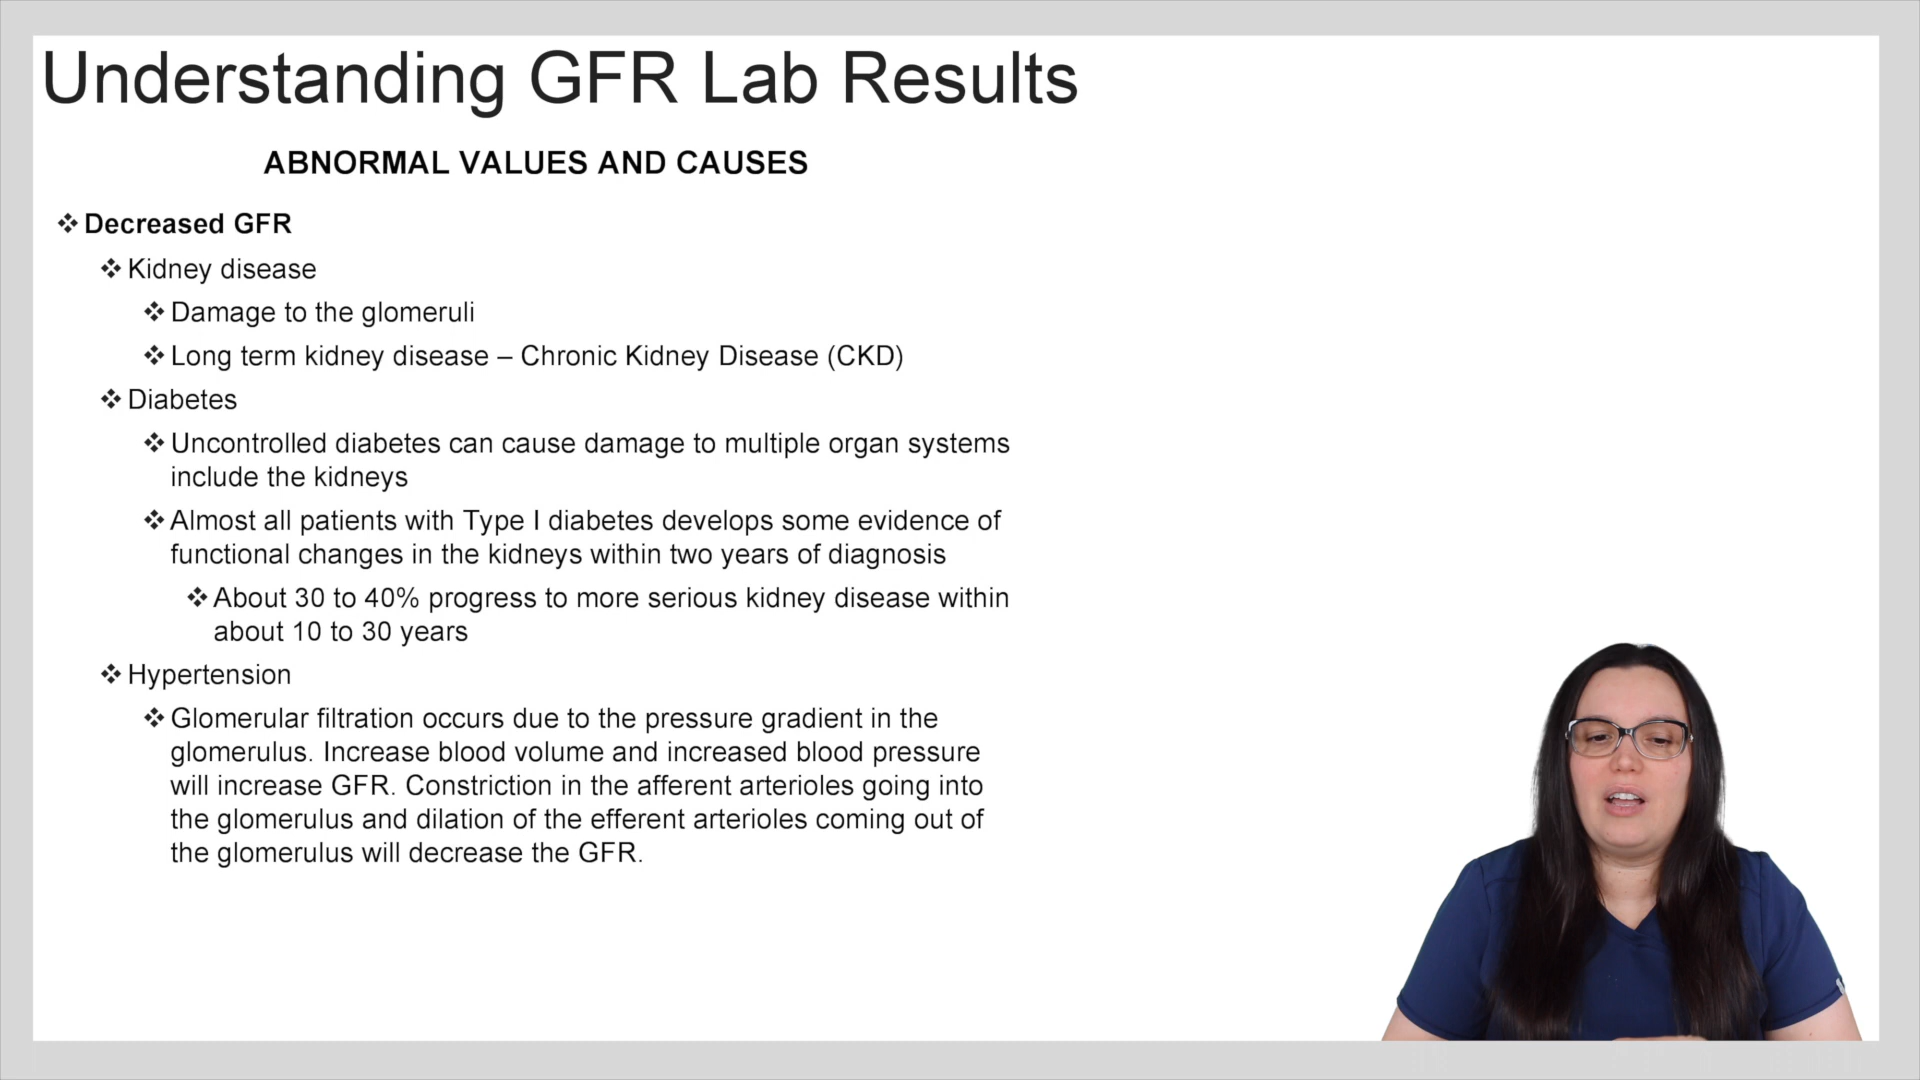 Understanding GFR Lab Results
ABNORMAL VALUES AND CAUSES
❖ Decreased GFR
❖ Kidney disease
❖ Damage to the glomeruli
❖ Long term kidney disease – Chronic Kidney Disease (CKD)
❖ Diabetes
❖ Uncontrolled diabetes can cause damage to multiple organ systems
include the kidneys
❖ Almost all patients with Type I diabetes develops some evidence of
functional changes in the kidneys within two years of diagnosis
❖ About 30 to 40% progress to more serious kidney disease within
about 10 to 30 years
❖ Hypertension
❖ Glomerular filtration occurs due to the pressure gradient in the
glomerulus. Increase blood volume and increased blood pressure
will increase GFR. Constriction in the afferent arterioles going into
the glomerulus and dilation of the efferent arterioles coming out of
the glomerulus will decrease the GFR.